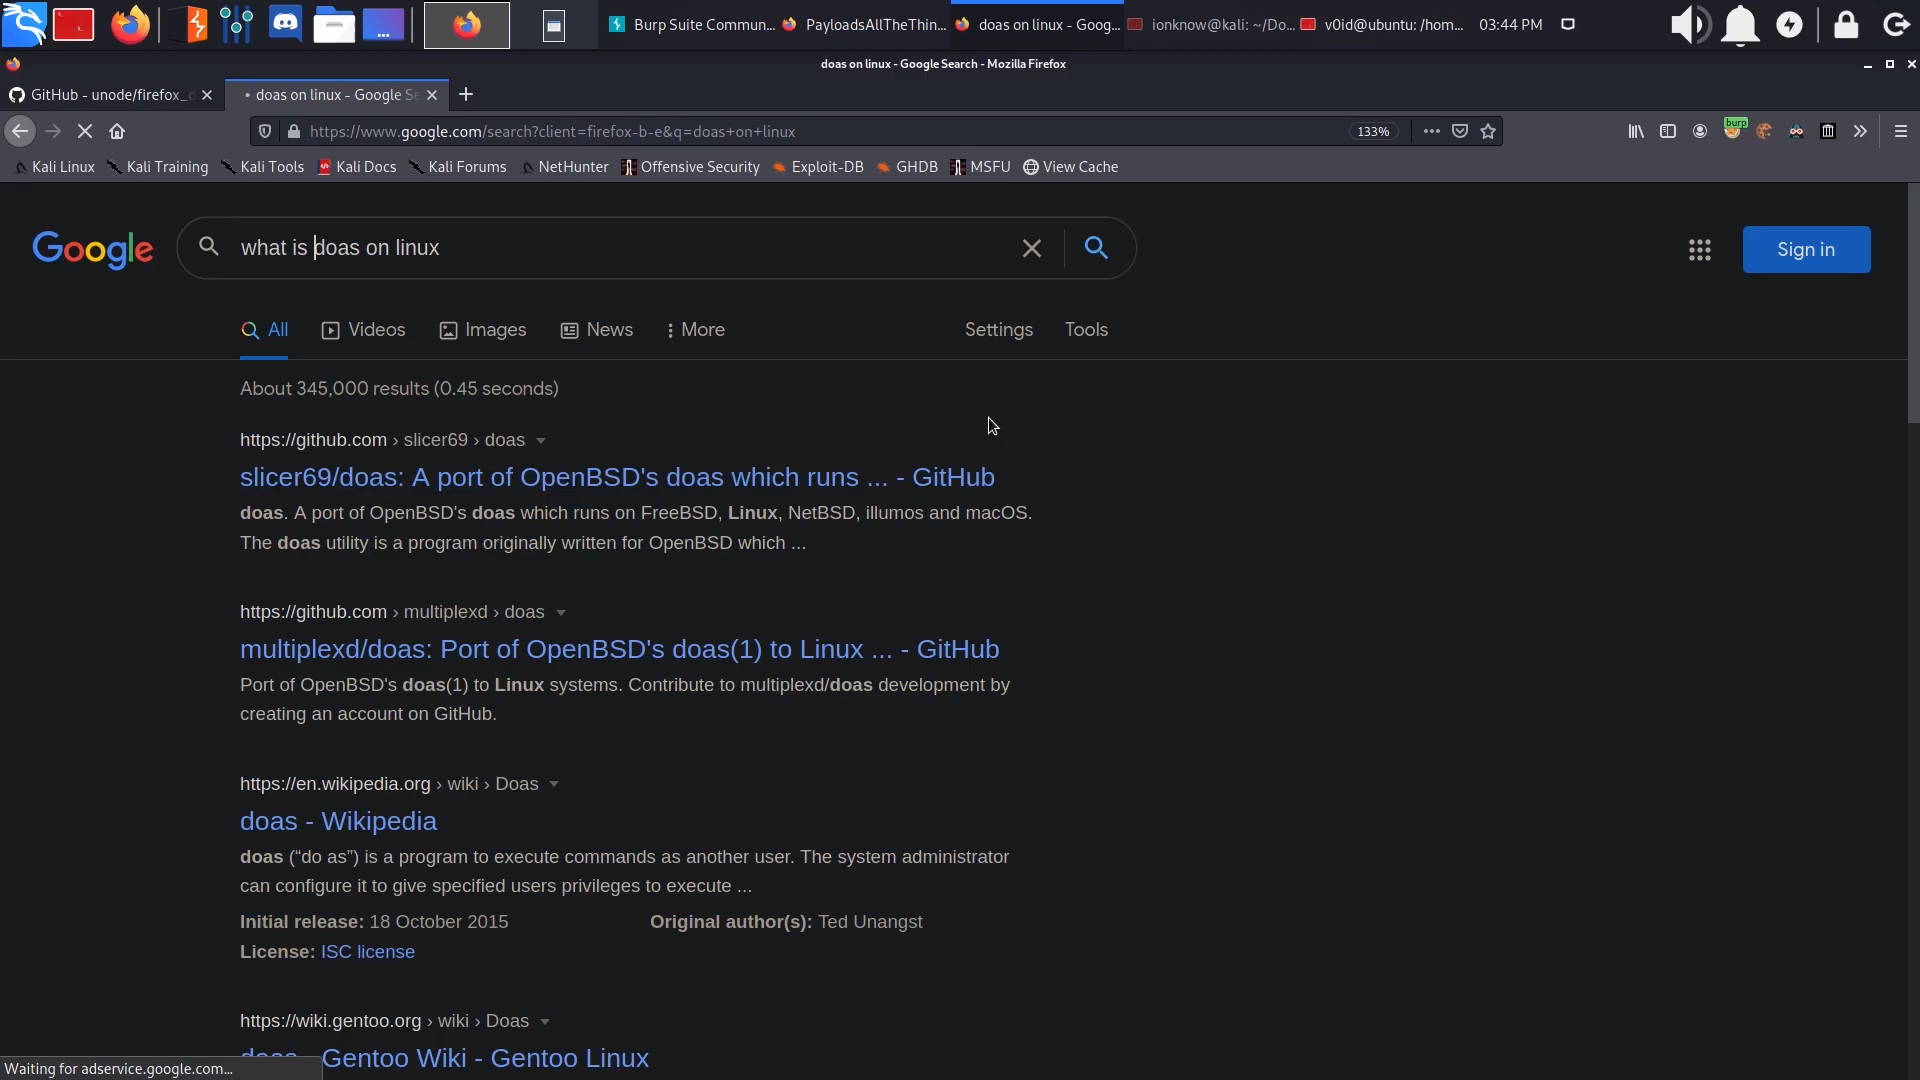 Burp Suite Commun...
PayloadsAllTheThin...
doas on linux - Goog...
ionknow@kali: ~/Do...
v0id@ubuntu: /hom...
03:44 PM
doas on linux - Google Search - Mozilla Firefox
GitHub - unode/firefox_d
doas on linux - Google Se
https://www.google.com/search?client=firefox-b-e&q=doas+on+linux
133%
burp
Kali Linux
Kali Training
Kali Tools
Kali Docs
Kali Forums
NetHunter
Offensive Security
Exploit-DB
GHDB
MSFU
View Cache
Google
what is doas on linux
Sign in
All
Videos
Images
News
More
Settings
Tools
About 345,000 results (0.45 seconds)
https://github.com › slicer69 › doas
slicer69/doas: A port of OpenBSD's doas which runs ... - GitHub
doas. A port of OpenBSD's doas which runs on FreeBSD, Linux, NetBSD, illumos and macOS.
The doas utility is a program originally written for OpenBSD which ...
https://github.com › multiplexd › doas
multiplexd/doas: Port of OpenBSD's doas(1) to Linux ... - GitHub
Port of OpenBSD's doas(1) to Linux systems. Contribute to multiplexd/doas development by
creating an account on GitHub.
https://en.wikipedia.org › wiki › Doas
doas - Wikipedia
doas (“do as”) is a program to execute commands as another user. The system administrator
can configure it to give specified users privileges to execute ...
Initial release: 18 October 2015
Original author(s): Ted Unangst
License: ISC license
https://wiki.gentoo.org › wiki › Doas
doas - Gentoo Wiki - Gentoo Linux
Waiting for adservice.google.com...